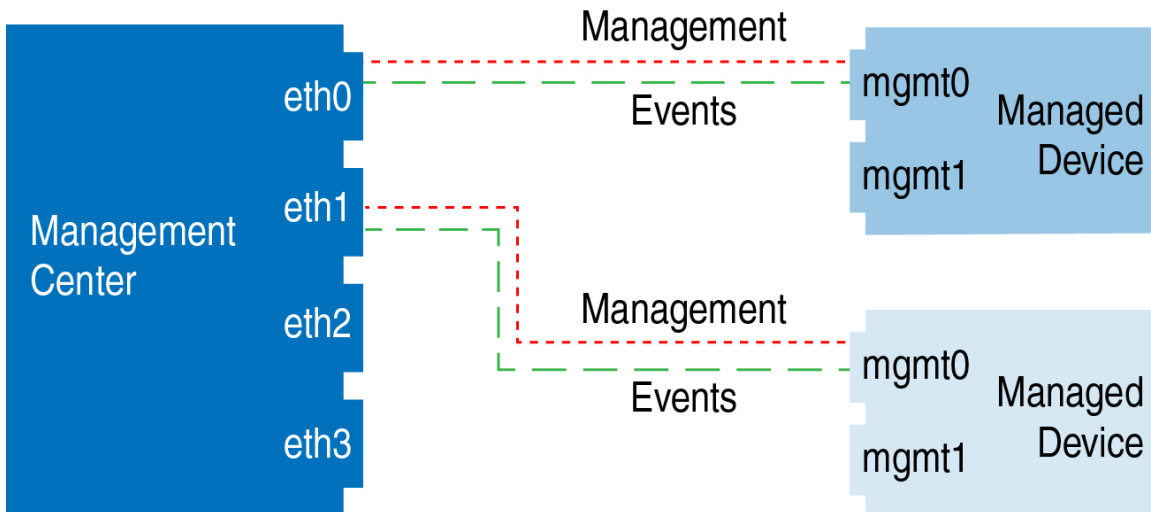 Management
Center
eth0
eth1
eth2
eth3
Management
Events
mgmt0
mgmt1
Managed
Device
Management
Events
mgmt0
mgmt1
Managed
Device